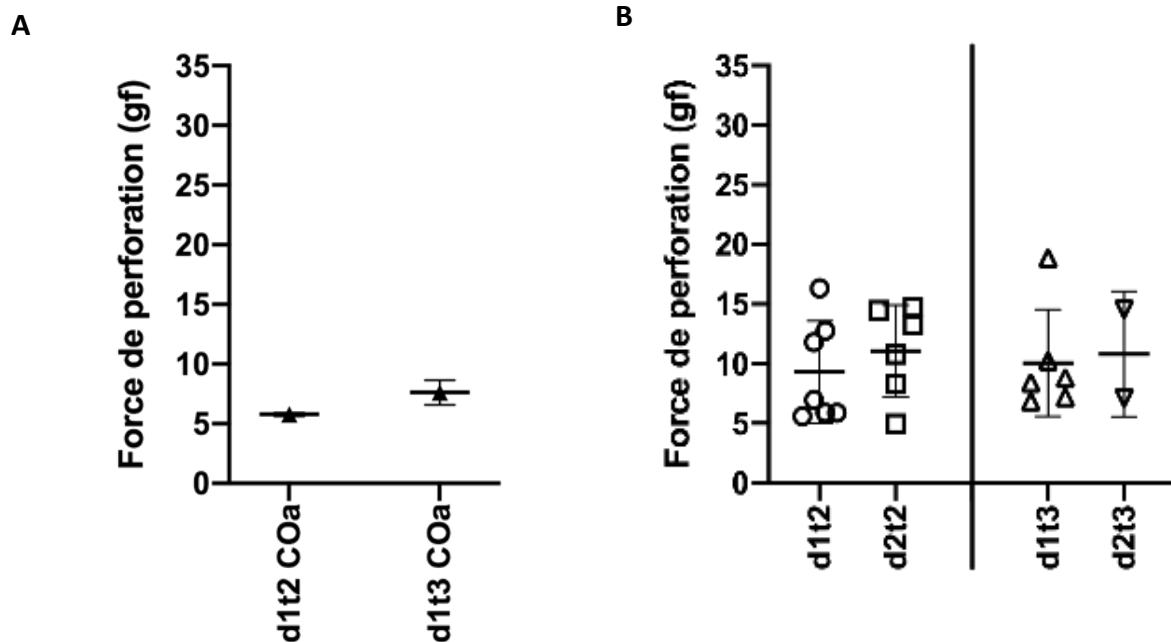 A
Force de perforation (gf)
35
30
25
20
15
10
5
0
d1t2 COa
d1t3 COa
B
Force de perforation (gf)
35
30
25
20
15
10
5
0
d1t2
d2t2
d1t3
d2t3